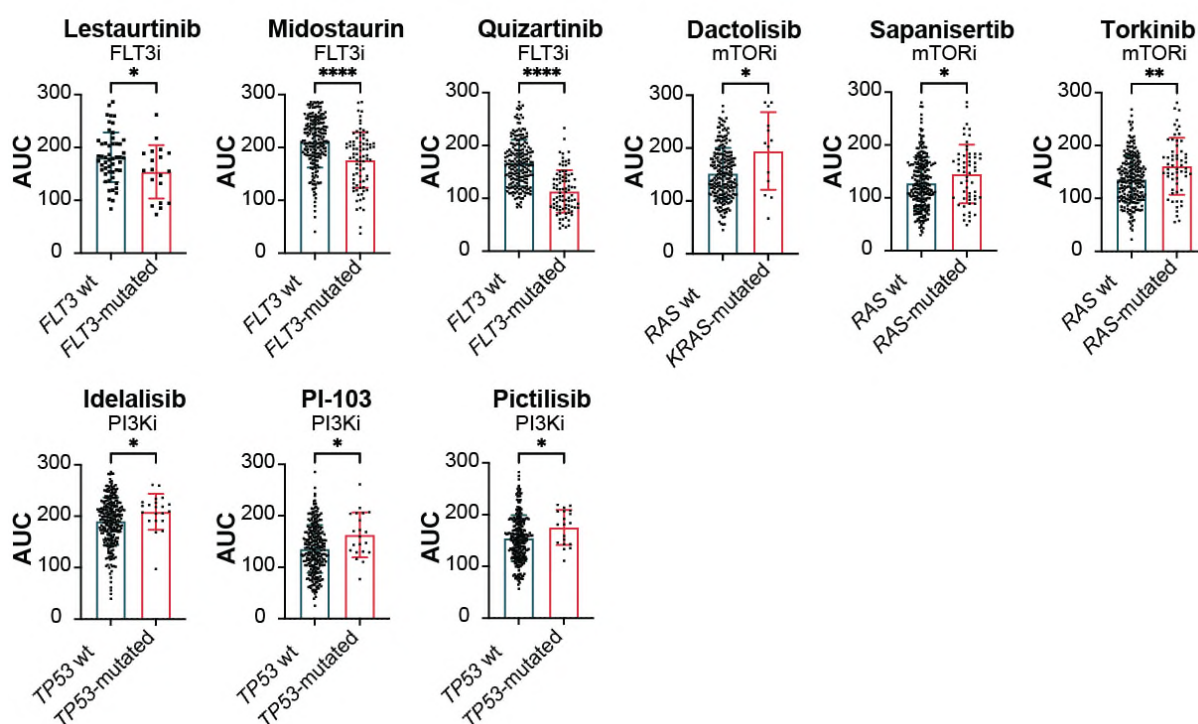 Lestaurtinib
FLT3i
*
AUC
300
200
100
0
FLT3 wt
FLT3-mutated
Midostaurin
FLT3i
****
AUC
300
200
100
0
FLT3 wt
FLT3-mutated
Quizartinib
FLT3i
****
AUC
300
200
100
0
FLT3 wt
FLT3-mutated
Dactolisib
mTORi
*
AUC
300
200
100
0
RAS wt
KRAS-mutated
Sapanisertib
mTORi
*
AUC
300
200
100
0
RAS wt
RAS-mutated
Torkinib
mTORi
**
AUC
300
200
100
0
RAS wt
RAS-mutated
Idelalisib
PI3Ki
*
AUC
300
200
100
0
TP53 wt
TP53-mutated
PI-103
PI3Ki
*
AUC
300
200
100
0
TP53 wt
TP53-mutated
Pictilisib
PI3Ki
*
AUC
300
200
100
0
TP53 wt
TP53-mutated